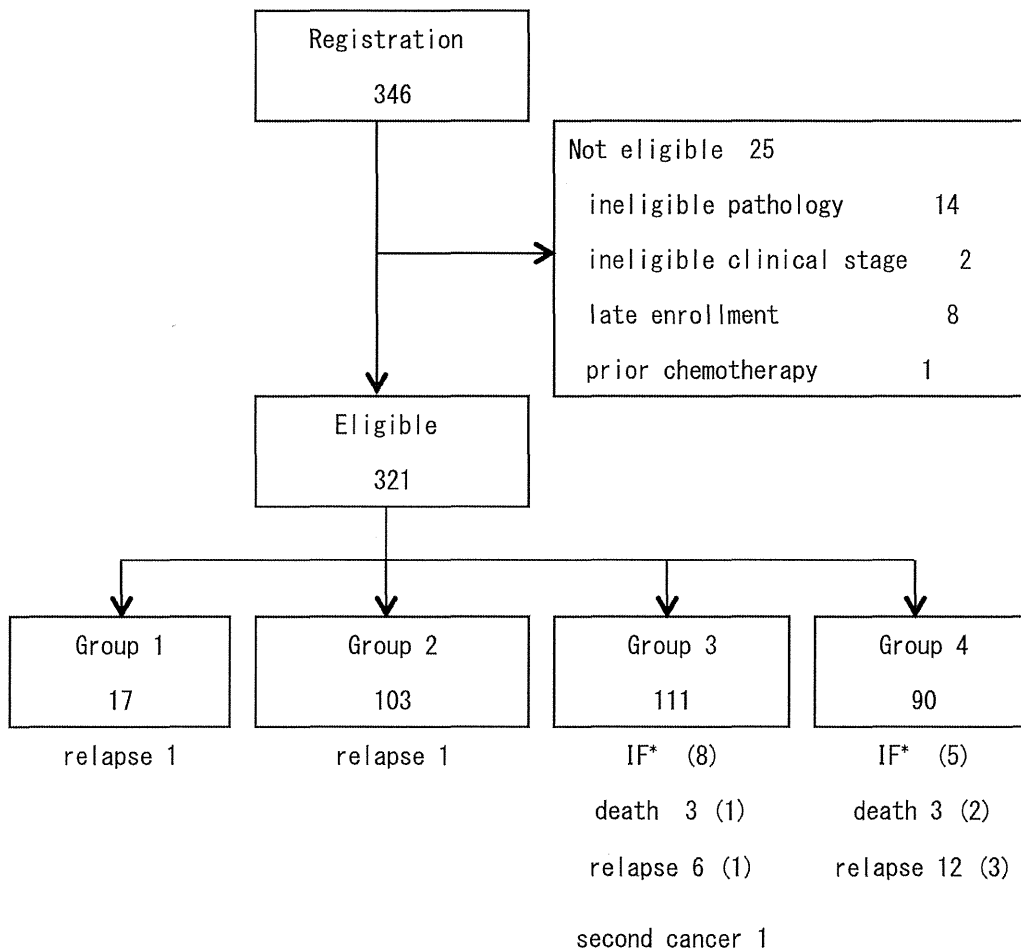 Registration
346
Not eligible 25
ineligible pathology 14
ineligible clinical stage 2
late enrollment 8
prior chemotherapy 1
Eligible
321
Group 1
17
relapse 1
Group 2
103
relapse 1
Group 3
111
IF* (8)
death 3 (1)
relapse 6 (1)
second cancer 1
Group 4
90
IF* (5)
death 3 (2)
relapse 12 (3)